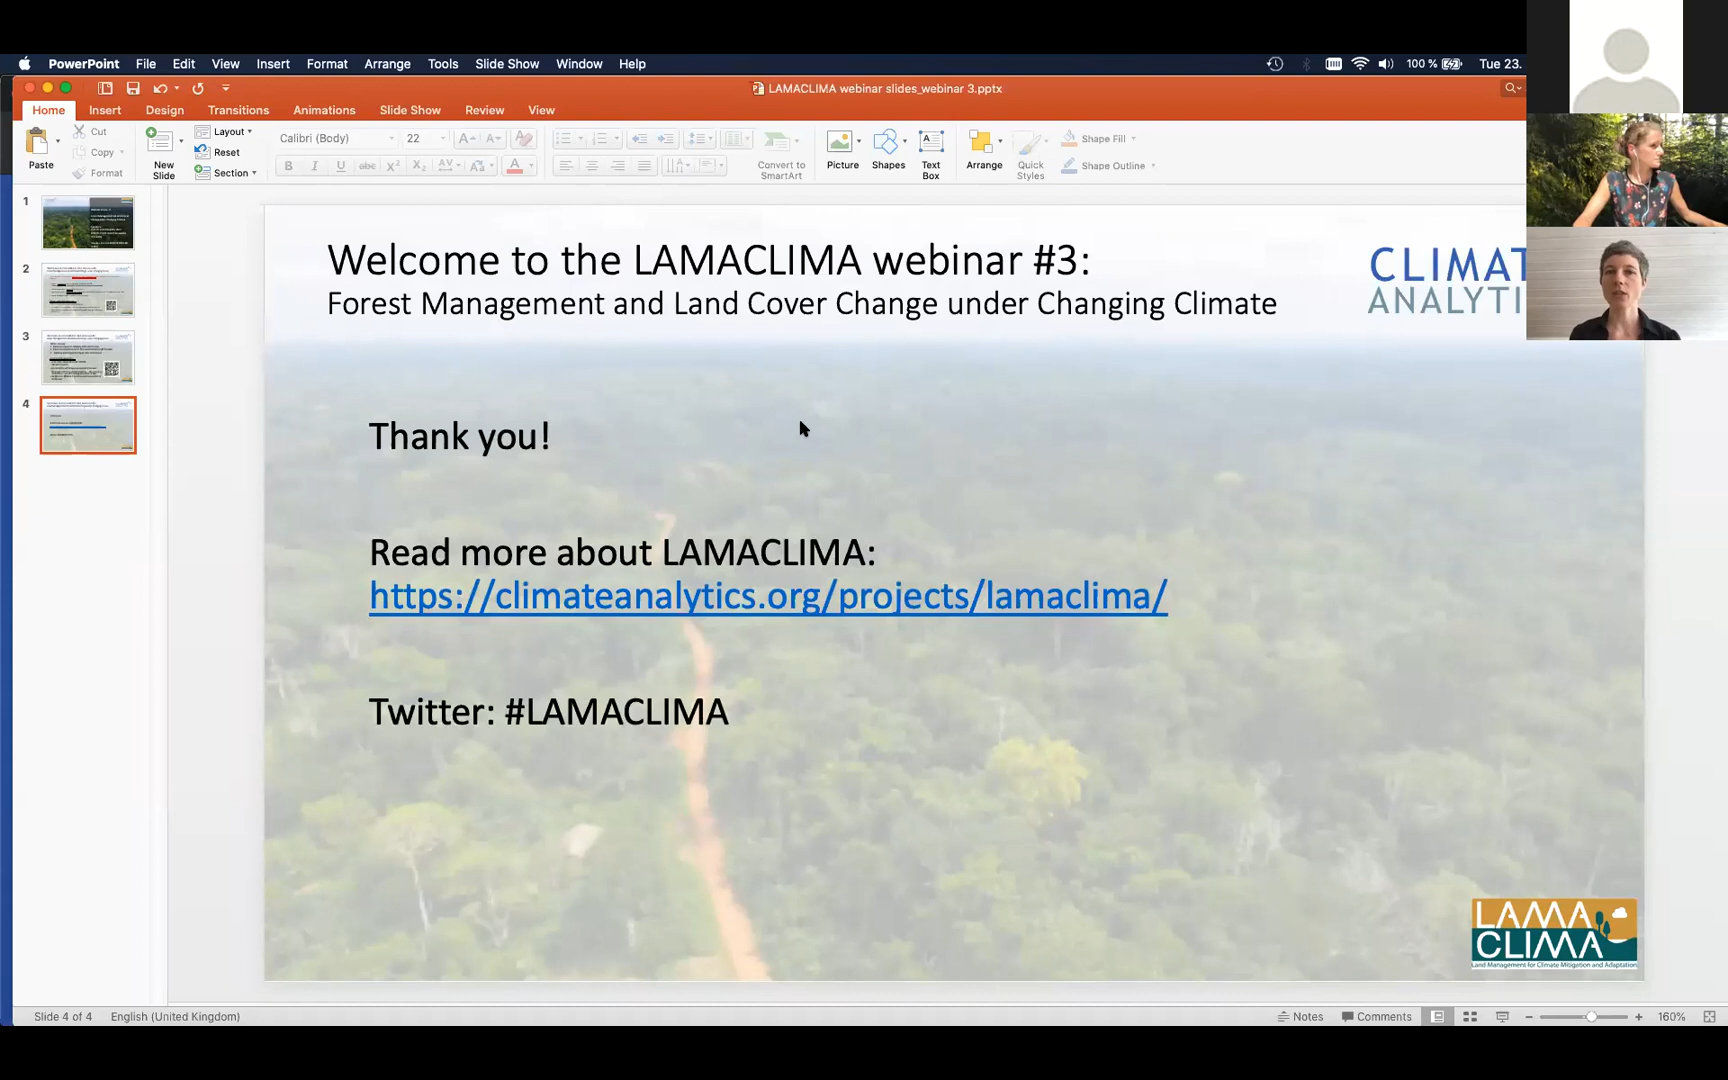 PowerPoint File Edit View Insert Format Arrange Tools Slide Show Window Help 100 % Tue 23.
LAMACLIMA webinar slides_webinar 3.pptx
Home Insert Design Transitions Animations Slide Show Review View
Paste
Cut
Copy
Format
New
Slide
Layout
Reset
Section
Calibri (Body) 22
Convert to
SmartArt
Picture
Shapes
Text
Box
Arrange
Quick
Styles
Shape Fill
Shape Outline
1
2
3
4
Welcome to the LAMACLIMA webinar #3:
Forest Management and Land Cover Change under Changing Climate
CLIMAT
ANALYTI
Thank you!
Read more about LAMACLIMA:
https://climateanalytics.org/projects/lamaclima/
Twitter: #LAMACLIMA
LAMA
CLIMA
Land Management for Climate Mitigation and Adaptation
Slide 4 of 4 English (United Kingdom) Notes Comments 160%